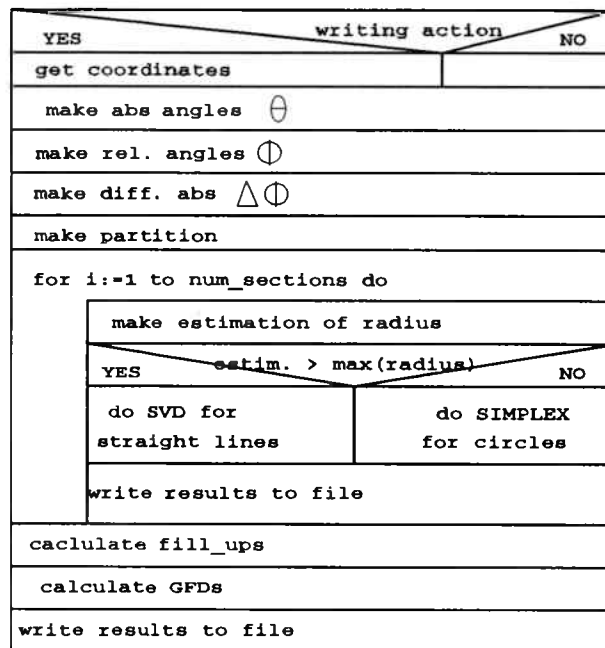 writing action
YES NO
get coordinates
make abs angles Θ
make rel. angles Φ
make diff. abs ΔΦ
make partition
for i:=1 to num_sections do
make estimation of radius
estim. > max(radius)
YES NO
do SVD for do SIMPLEX
straight lines for circles
write results to file
caclulate fill_ups
calculate GFDs
write results to file